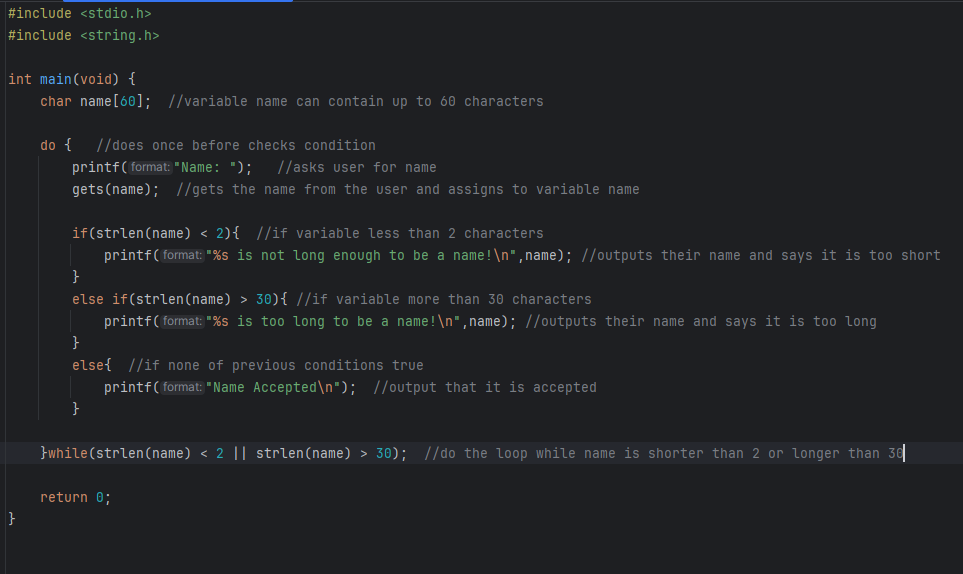 #include <stdio.h>
#include <string.h>

int main(void) {
    char name[60];  //variable name can contain up to 60 characters

    do {   //does once before checks condition
        printf(format:"Name: ");   //asks user for name
        gets(name);  //gets the name from the user and assigns to variable name

        if(strlen(name) < 2){  //if variable less than 2 characters
            printf(format:"%s is not long enough to be a name!\n",name); //outputs their name and says it is too short
        }
        else if(strlen(name) > 30){ //if variable more than 30 characters
            printf(format:"%s is too long to be a name!\n",name); //outputs their name and says it is too long
        }
        else{  //if none of previous conditions true
            printf(format:"Name Accepted\n");  //output that it is accepted
        }

    }while(strlen(name) < 2 || strlen(name) > 30);  //do the loop while name is shorter than 2 or longer than 30

    return 0;
}